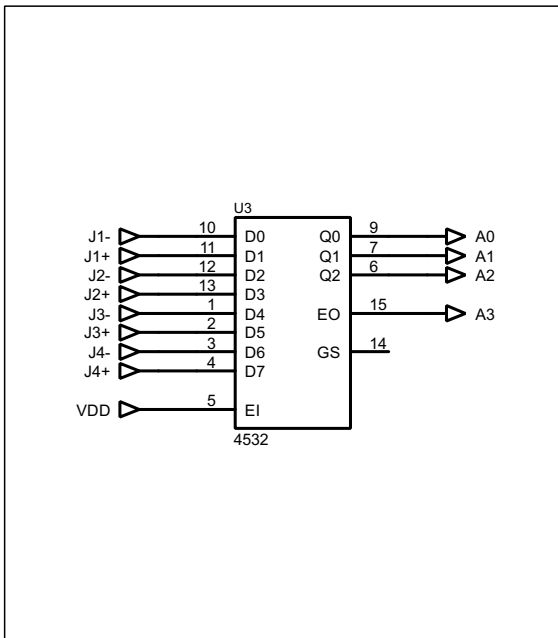 U3
J1- 10 D0 Q0 9 A0
J1+ 11 D1 Q1 7 A1
J2- 12 D2 Q2 6 A2
J2+ 13 D3
J3- 1 D4 EO 15 A3
J3+ 2 D5
J4- 3 D6 GS 14
J4+ 4 D7
VDD 5 EI
4532